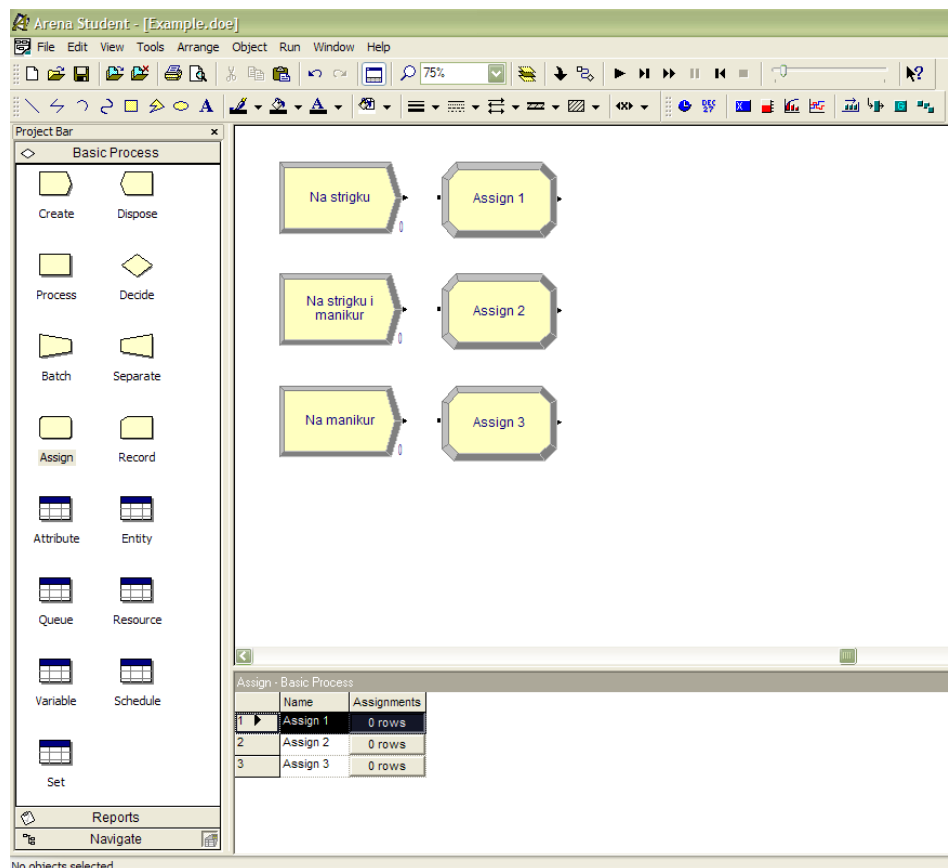 Arena Student - [Example.doe]
File Edit View Tools Arrange Object Run Window Help
75%
Project Bar
Basic Process
Create Dispose
Process Decide
Batch Separate
Assign Record
Attribute Entity
Queue Resource
Variable Schedule
Set
Reports
Navigate
Na strigku
0
Assign 1
Na strigku i
manikur
0
Assign 2
Na manikur
0
Assign 3
Assign - Basic Process
Name Assignments
1 Assign 1 0 rows
2 Assign 2 0 rows
3 Assign 3 0 rows
No objects selected